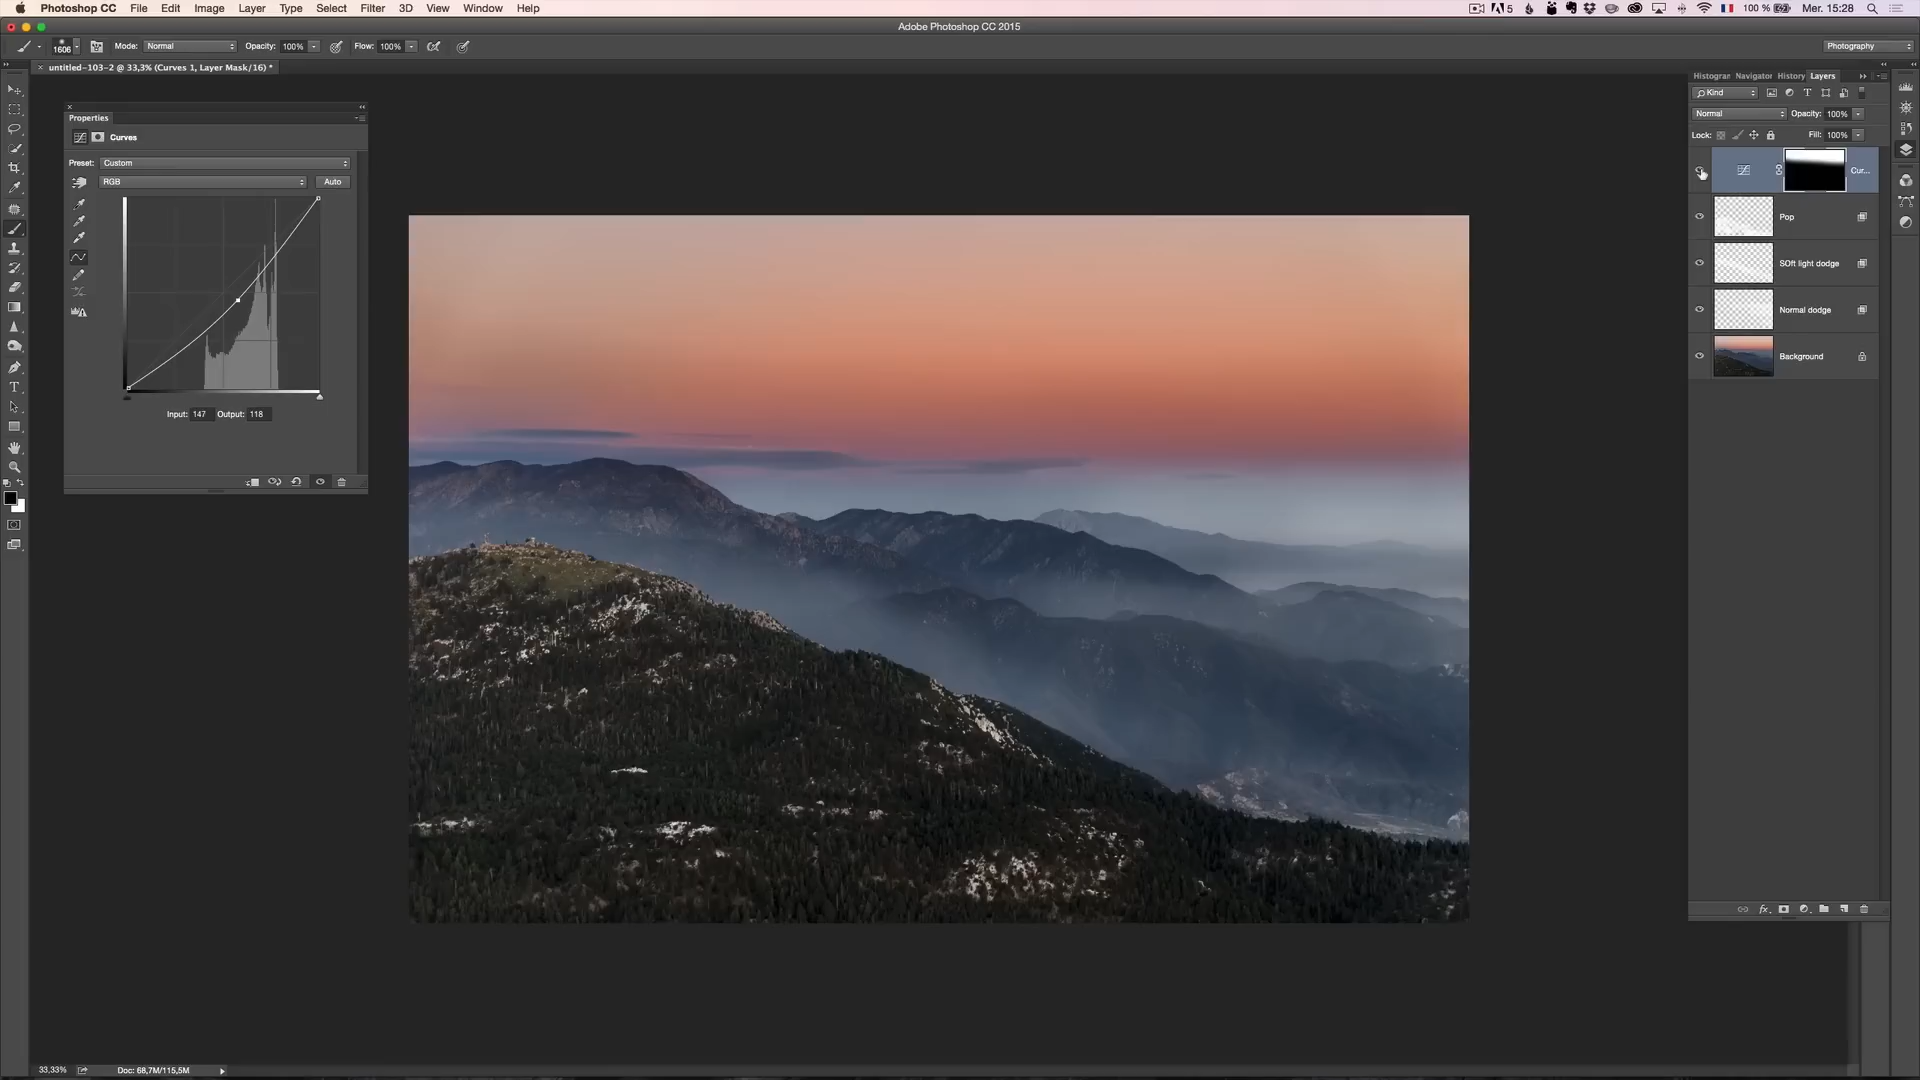 Photoshop CC File Edit Image Layer Type Select Filter 3D View Window Help 5 100 % Mer. 15:28
Adobe Photoshop CC 2015
1606 Mode: Normal Opacity: 100% Flow: 100% Photography
untitled-103-2 @ 33,3% (Curves 1, Layer Mask/16) *
Histogram Navigator History Layers
Kind
Normal Opacity: 100%
Lock: Fill: 100%
Cur...
Pop
SOft light dodge
Normal dodge
Background
Properties
Curves
Preset: Custom
RGB Auto
Input: 147 Output: 118
33,33% Doc: 68,7M/115,5M